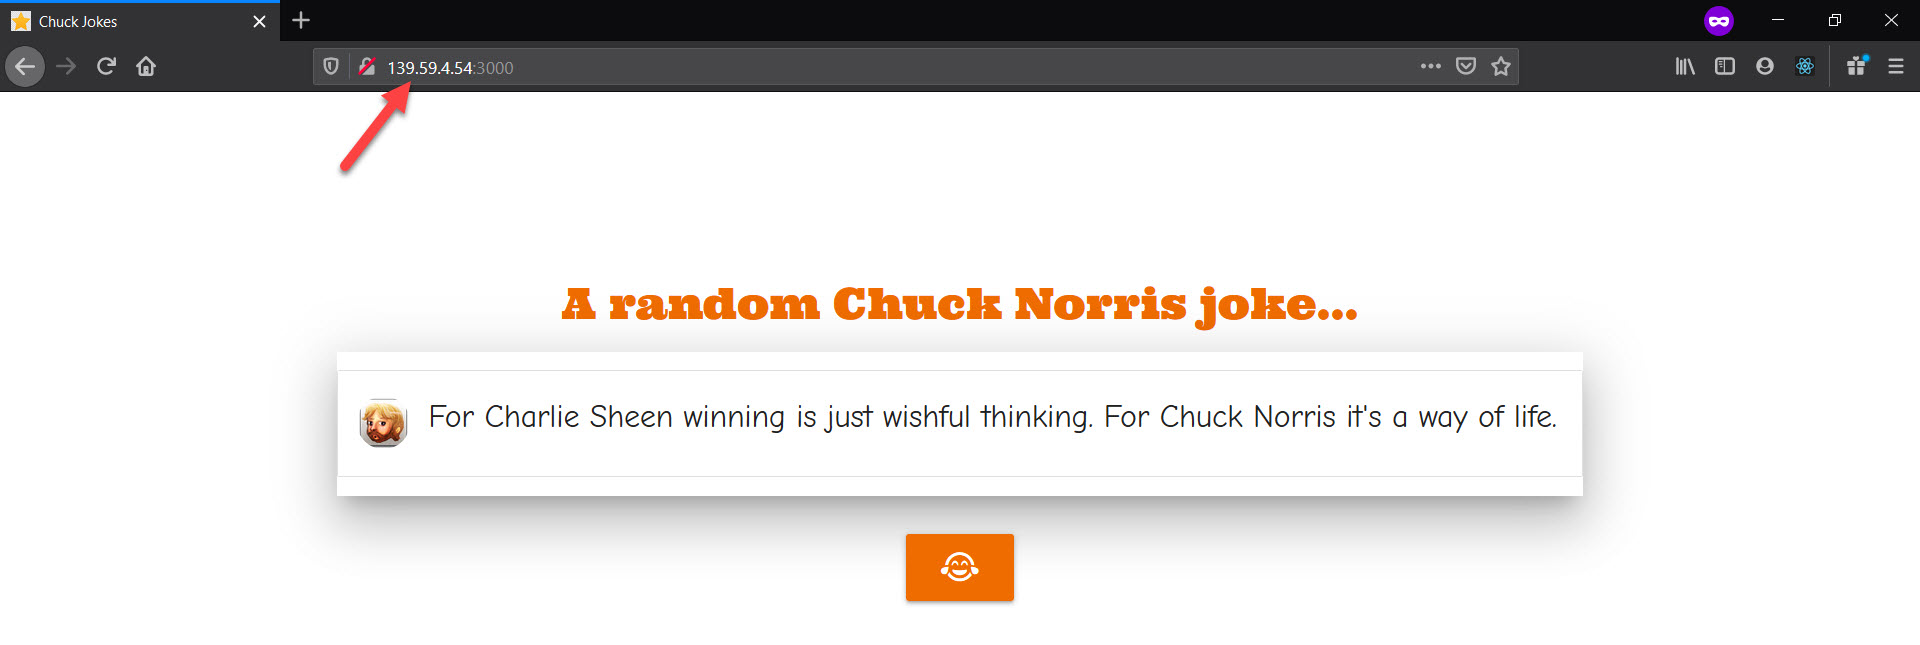 Chuck Jokes
139.59.4.54:3000
A random Chuck Norris joke...
For Charlie Sheen winning is just wishful thinking. For Chuck Norris it's a way of life.